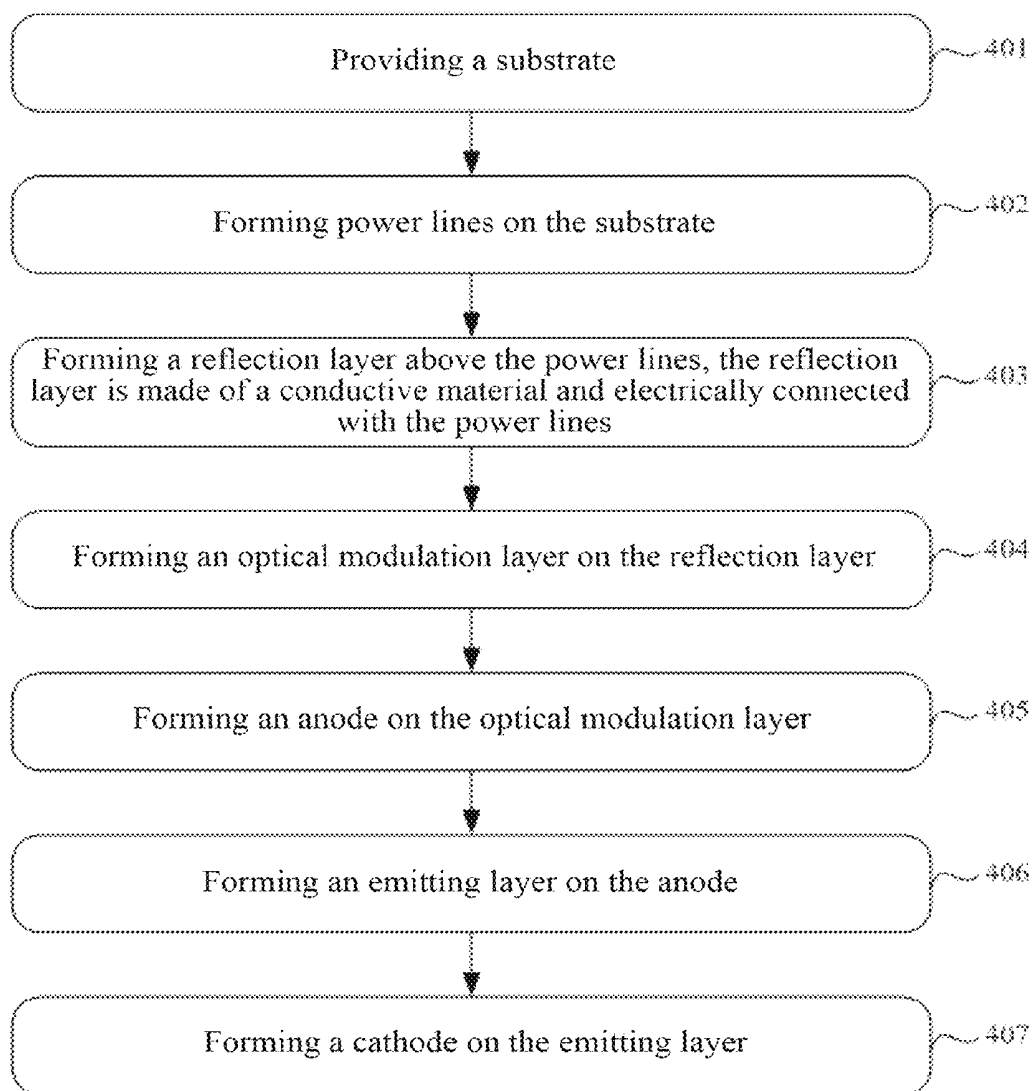 Providing a substrate
401
Forming power lines on the substrate
402
Forming a reflection layer above the power lines, the reflection
layer is made of a conductive material and electrically connected
with the power lines
403
Forming an optical modulation layer on the reflection layer
404
Forming an anode on the optical modulation layer
405
Forming an emitting layer on the anode
406
Forming a cathode on the emitting layer
407